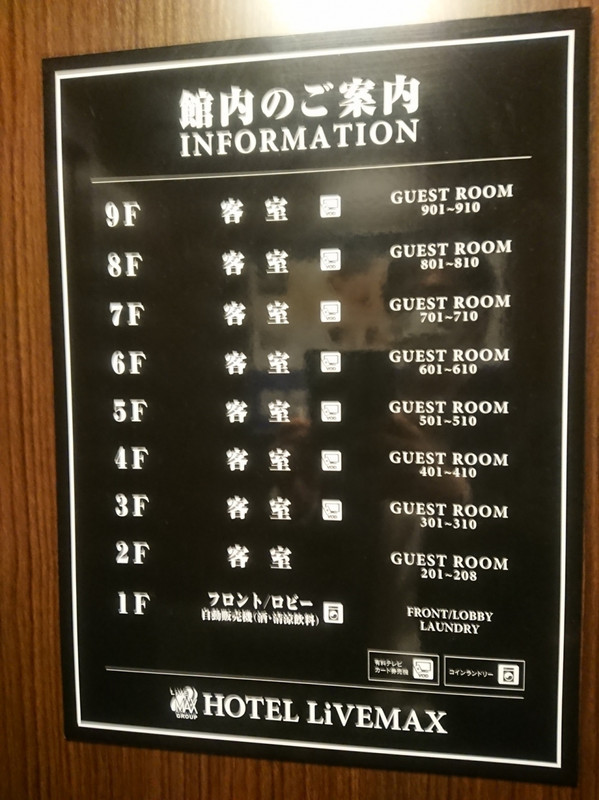 館内のご案内
INFORMATION
9F 客室 GUEST ROOM
901~910
8F 客室 GUEST ROOM
801~810
7F 客室 GUEST ROOM
701~710
6F 客室 GUEST ROOM
601~610
5F 客室 GUEST ROOM
501~510
4F 客室 GUEST ROOM
401~410
3F 客室 GUEST ROOM
301~310
2F 客室 GUEST ROOM
201~208
1F フロント/ロビー FRONT/LOBBY
自動販売機(酒・清涼飲料) LAUNDRY
有料テレビ
カード券売機
コインランドリー
LiVE MAX GROUP
HOTEL LiVEMAX